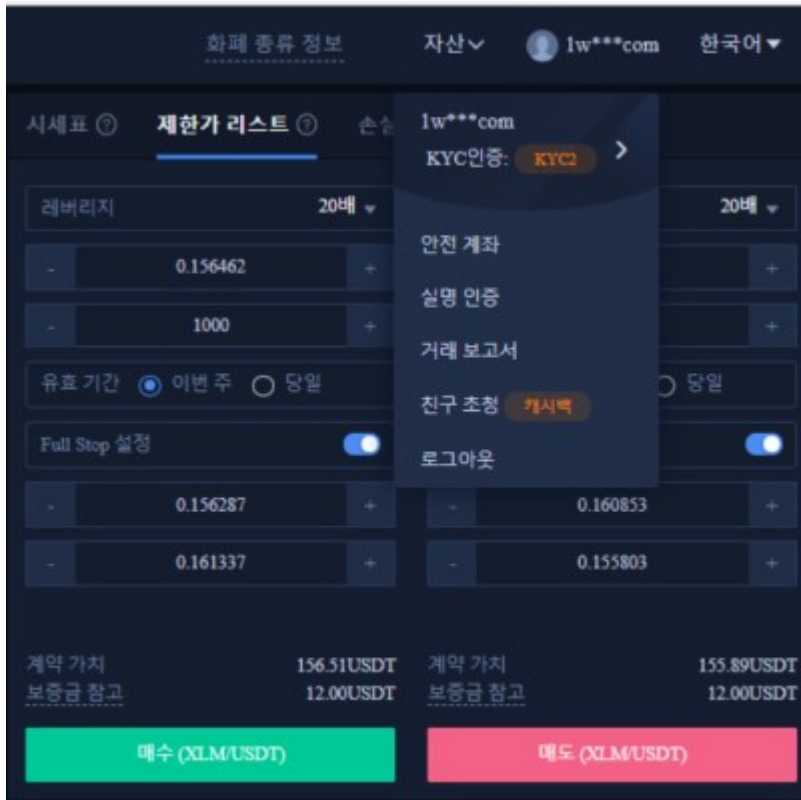 화폐 종류 정보 자산 1w***com 한국어
시세표 제한가 리스트
1w***com
KYC인증: KYC2
레버리지 20배 20배
안전 계좌
- 0.156462 + +
실명 인증
- 1000 + +
거래 보고서
유효 기간 이번 주 당일 당일
친구 초청 캐시백
Full Stop 설정
로그아웃
- 0.156287 + - 0.160853 +
- 0.161337 + - 0.155803 +
계약 가치 156.51USDT 계약 가치 155.89USDT
보증금 참고 12.00USDT 보증금 참고 12.00USDT
매수 (XLM/USDT) 매도 (XLM/USDT)